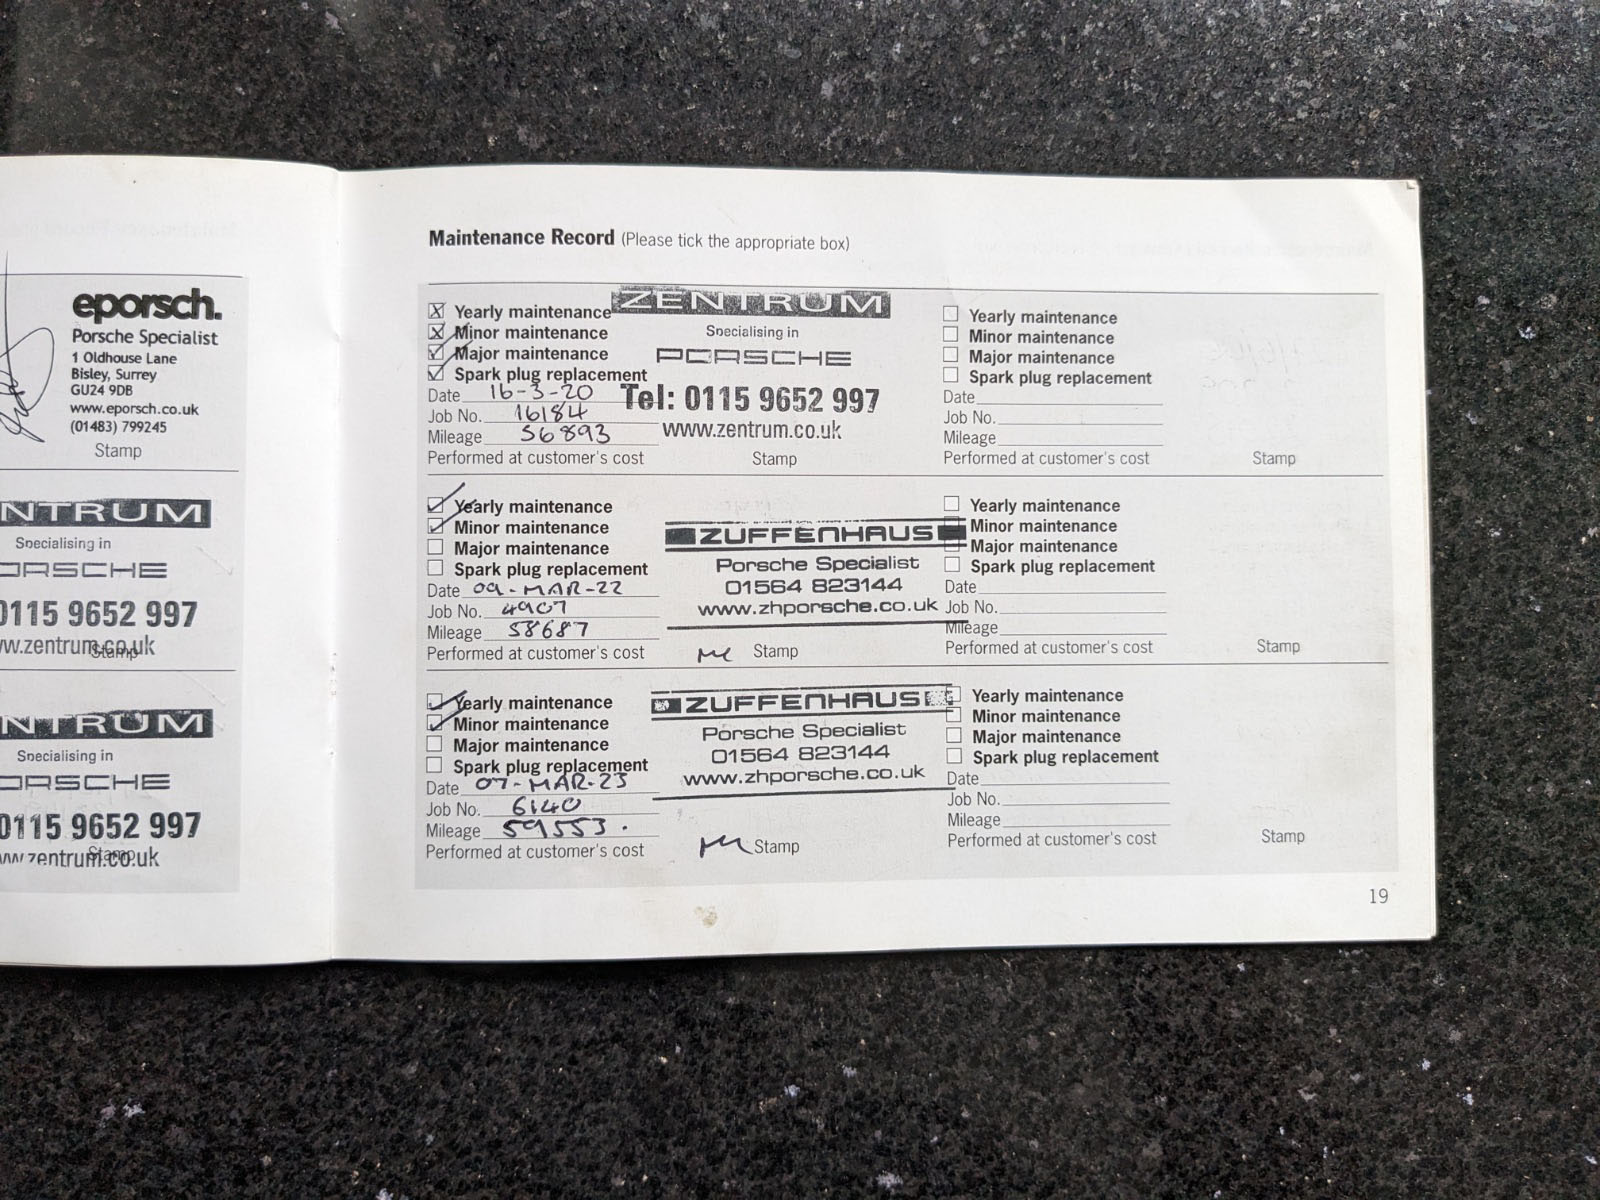 eporsch.
Porsche Specialist
1 Oldhouse Lane
Bisley, Surrey
GU24 9DB
www.eporsch.co.uk
(01483) 799245
Stamp
NTRUM
Specialising in
ORSCHE
0115 9652 997
w.zentrum.co.uk
Stamp
NTRUM
Specialising in
ORSCHE
0115 9652 997
w.zentrum.co.uk
Stamp
Maintenance Record (Please tick the appropriate box)
Yearly maintenance
Minor maintenance
Major maintenance
Spark plug replacement
Date 16-3-20
Job No. 16184
Mileage 56893
Performed at customer's cost
ZENTRUM
Specialising in
PORSCHE
Tel: 0115 9652 997
www.zentrum.co.uk
Stamp
Yearly maintenance
Minor maintenance
Major maintenance
Spark plug replacement
Date
Job No.
Mileage
Performed at customer's cost
Stamp
Yearly maintenance
Minor maintenance
Major maintenance
Spark plug replacement
Date 09-MAR-22
Job No. 4907
Mileage 58687
Performed at customer's cost
ZUFFENHAUS
Porsche Specialist
01564 823144
www.zhporsche.co.uk
Stamp
Yearly maintenance
Minor maintenance
Major maintenance
Spark plug replacement
Date
Job No.
Mileage
Performed at customer's cost
Stamp
Yearly maintenance
Minor maintenance
Major maintenance
Spark plug replacement
Date 07-MAR-23
Job No. 6140
Mileage 59553.
Performed at customer's cost
ZUFFENHAUS
Porsche Specialist
01564 823144
www.zhporsche.co.uk
Stamp
Yearly maintenance
Minor maintenance
Major maintenance
Spark plug replacement
Date
Job No.
Mileage
Performed at customer's cost
Stamp
19